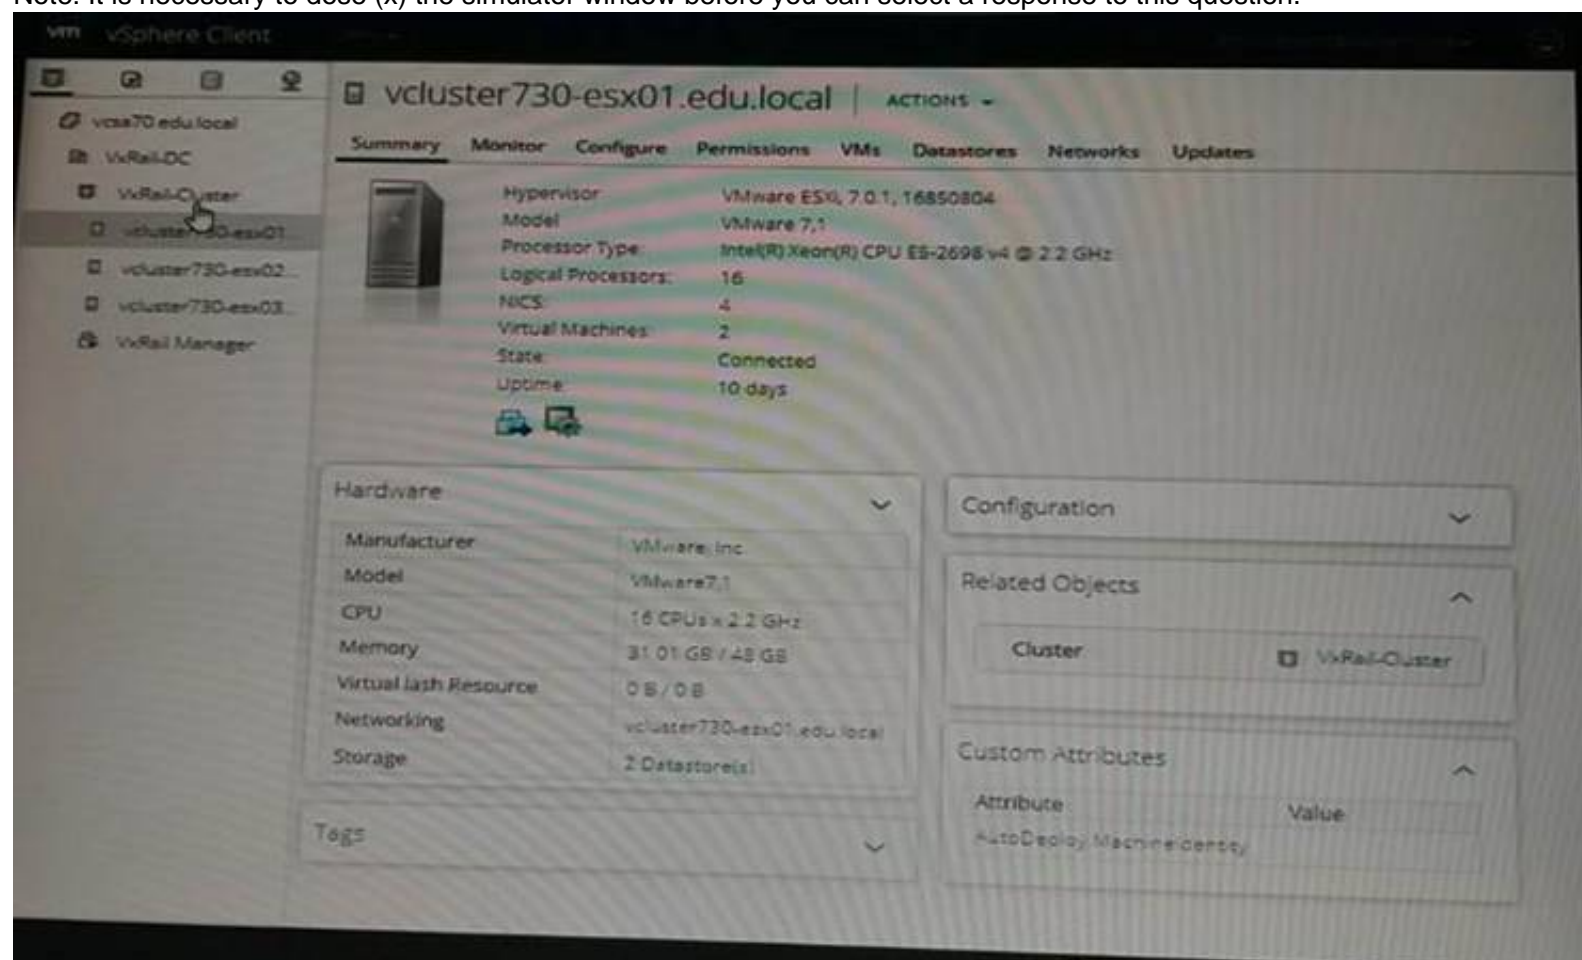 Note: It is necessary to dose (x) the simulator window before you can select a response to this question.
vm vSphere Client
vcluster730-esx01.edu.local | ACTIONS
vcsa70.edu.local
VxRail-DC
VxRail-Cluster
vcluster730-esx01...
vcluster730-esx02...
vcluster730-esx03...
VxRail Manager
Summary Monitor Configure Permissions VMs Datastores Networks Updates
Hypervisor: VMware ESXi, 7.0.1, 16850804
Model VMware 7,1
Processor Type: Intel(R) Xeon(R) CPU E5-2698 v4 @ 2.2 GHz
Logical Processors: 16
NICS: 4
Virtual Machines: 2
State: Connected
Uptime: 10 days
Hardware
Manufacturer VMware, Inc
Model VMware7,1
CPU 16 CPUs x 2.2 GHz
Memory 31.01 GB / 48 GB
Virtual lash Resource 0 B / 0 B
Networking vcluster730-esx01.edu.local
Storage 2 Datastore(s)
Tags
Configuration
Related Objects
Cluster VxRail-Cluster
Custom Attributes
Attribute Value
AutoDeploy.MachineIdentity